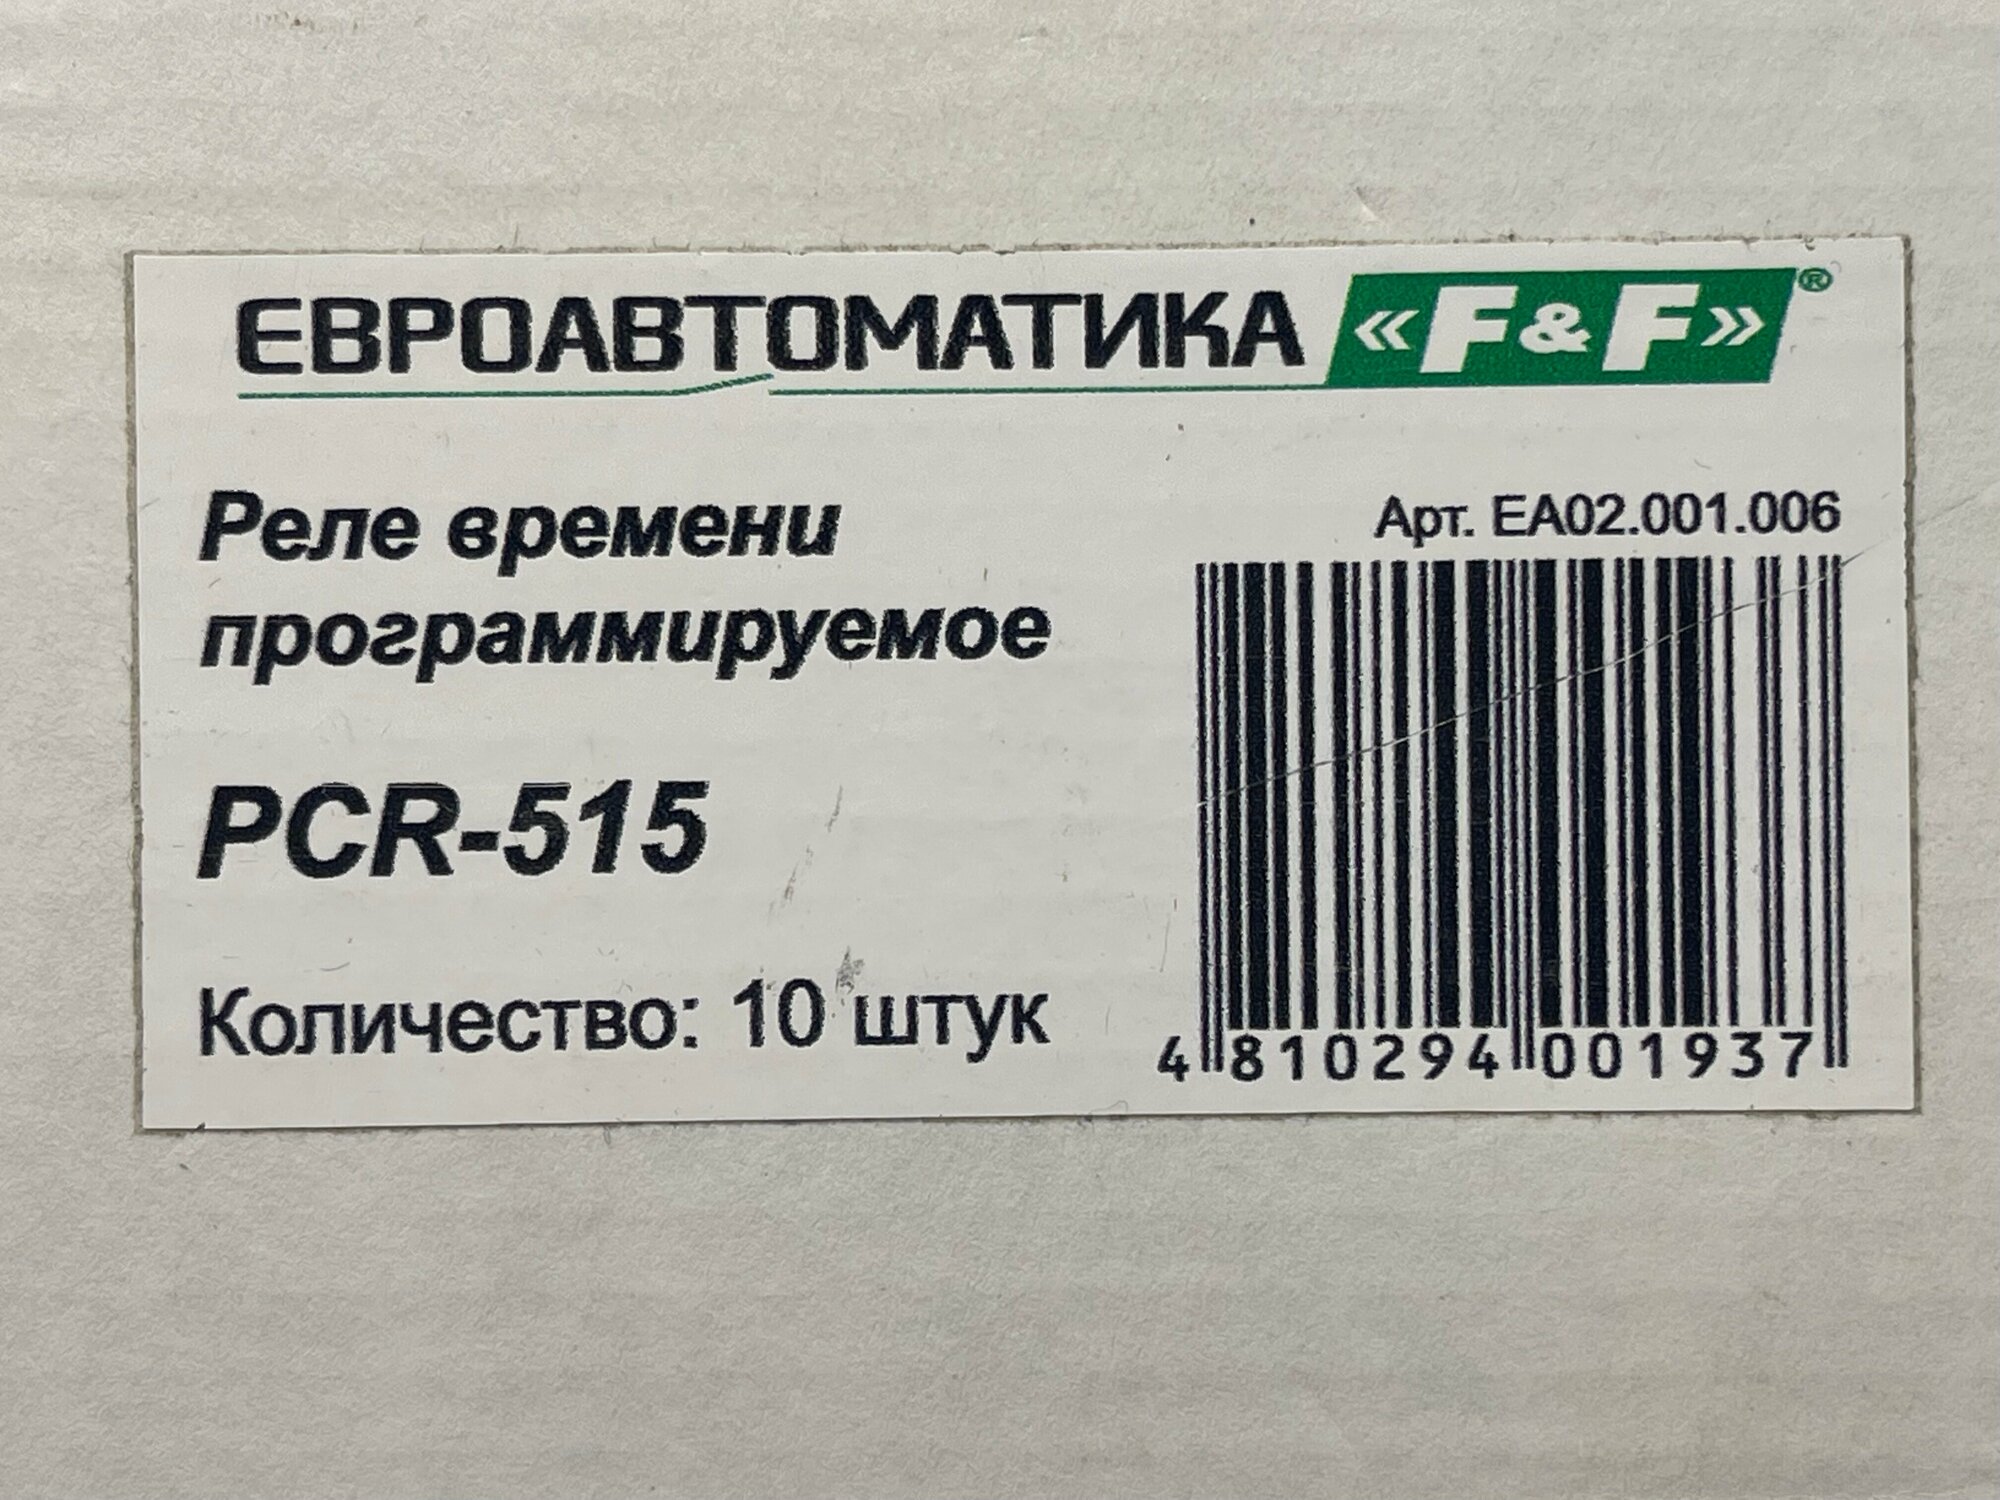 ЕВРОАВТОМАТИКА «F&F»®
Реле времени
программируемое
PCR-515
Количество: 10 штук
Арт. EA02.001.006
4 810294 001937